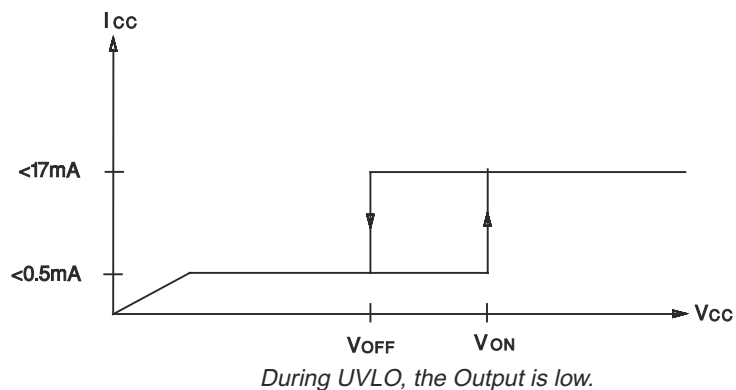 Icc
<17mA
<0.5mA
Vcc
VOFF
VON
During UVLO, the Output is low.